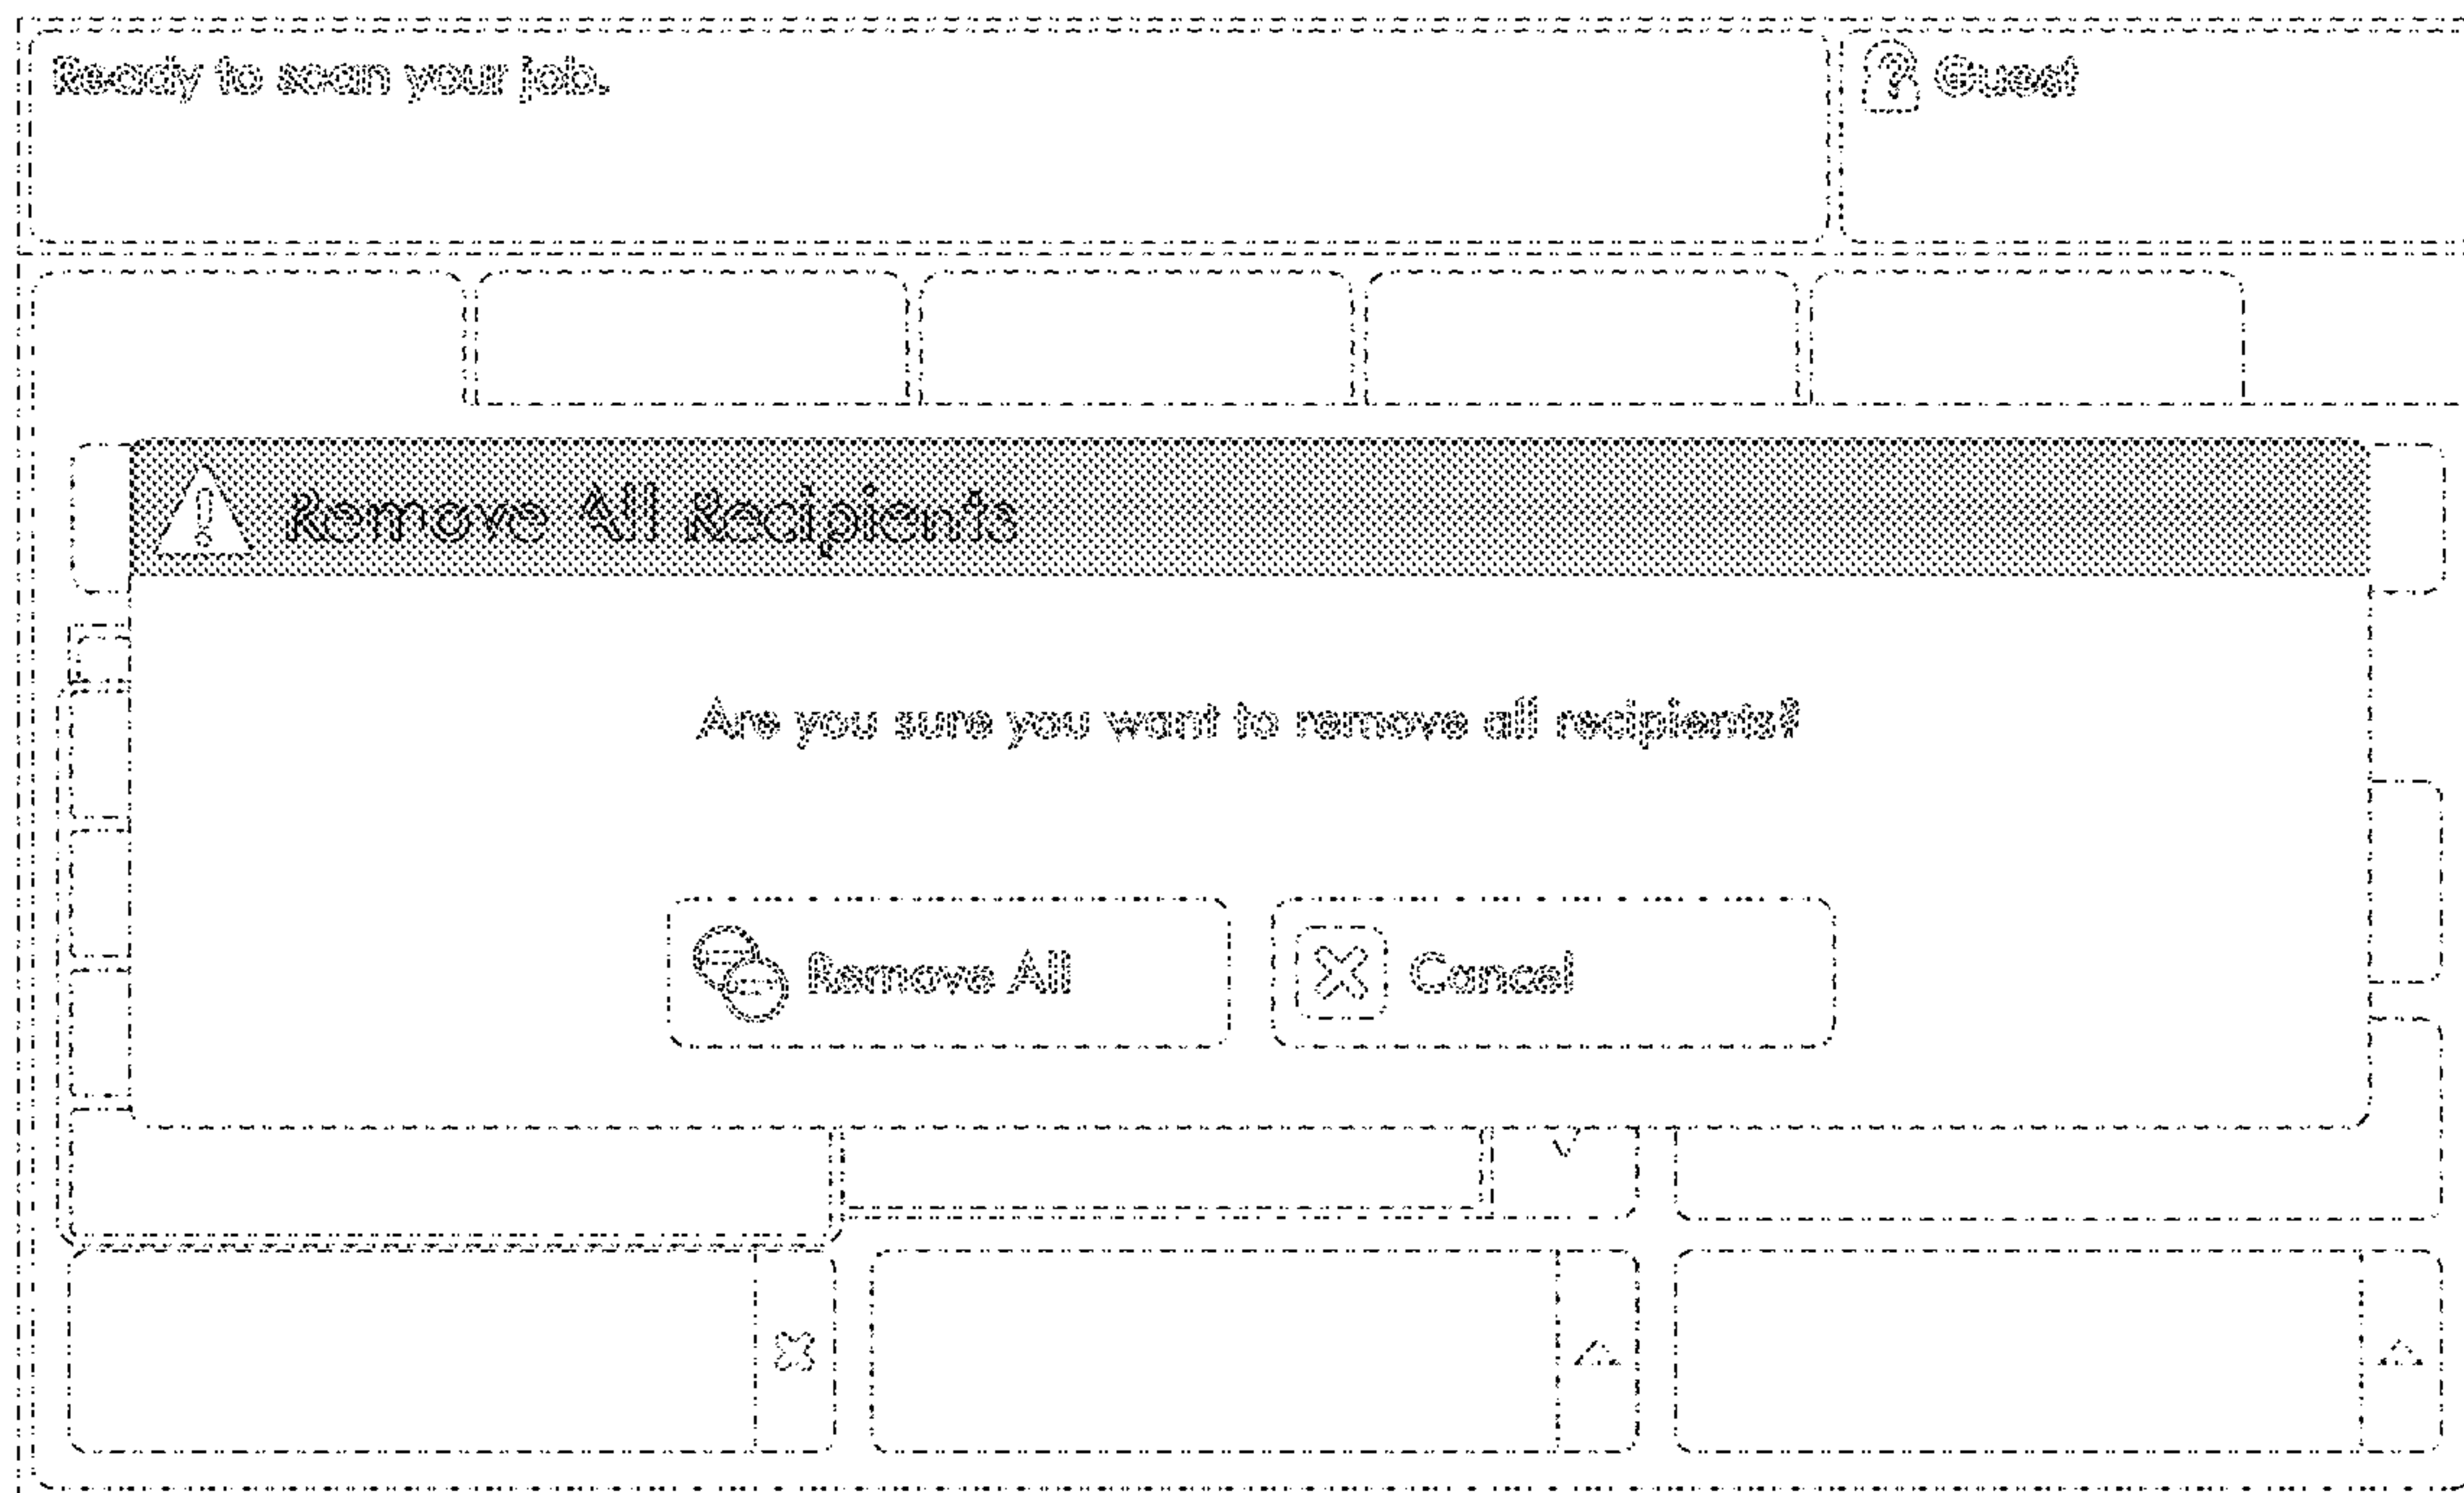 Ready to scan your job.
Guest
Remove All Recipients
Are you sure you want to remove all recipients?
Remove All
Cancel